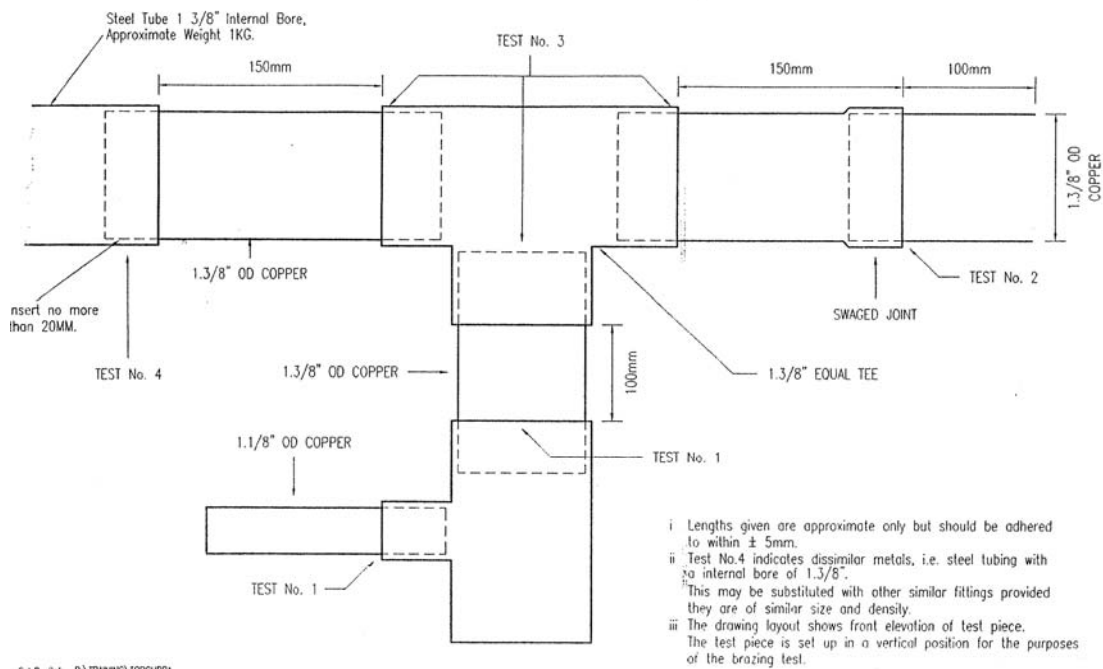 Steel Tube 1 3/8" Internal Bore,
Approximate Weight 1KG.
TEST No. 3
150mm
150mm
100mm
1.3/8" OD
COPPER
1.3/8" OD COPPER
TEST No. 2
nsert no more
than 20MM.
SWAGED JOINT
TEST No. 4
1.3/8" OD COPPER
100mm
1.3/8" EQUAL TEE
1.1/8" OD COPPER
TEST No. 1
TEST No. 1
i Lengths given are approximate only but should be adhered
to within ± 5mm.
ii Test No.4 indicates dissimilar metals, i.e. steel tubing with
a internal bore of 1.3/8".
This may be substituted with other similar fittings provided
they are of similar size and density.
iii The drawing layout shows front elevation of test piece.
The test piece is set up in a vertical position for the purposes
of the brazing test.